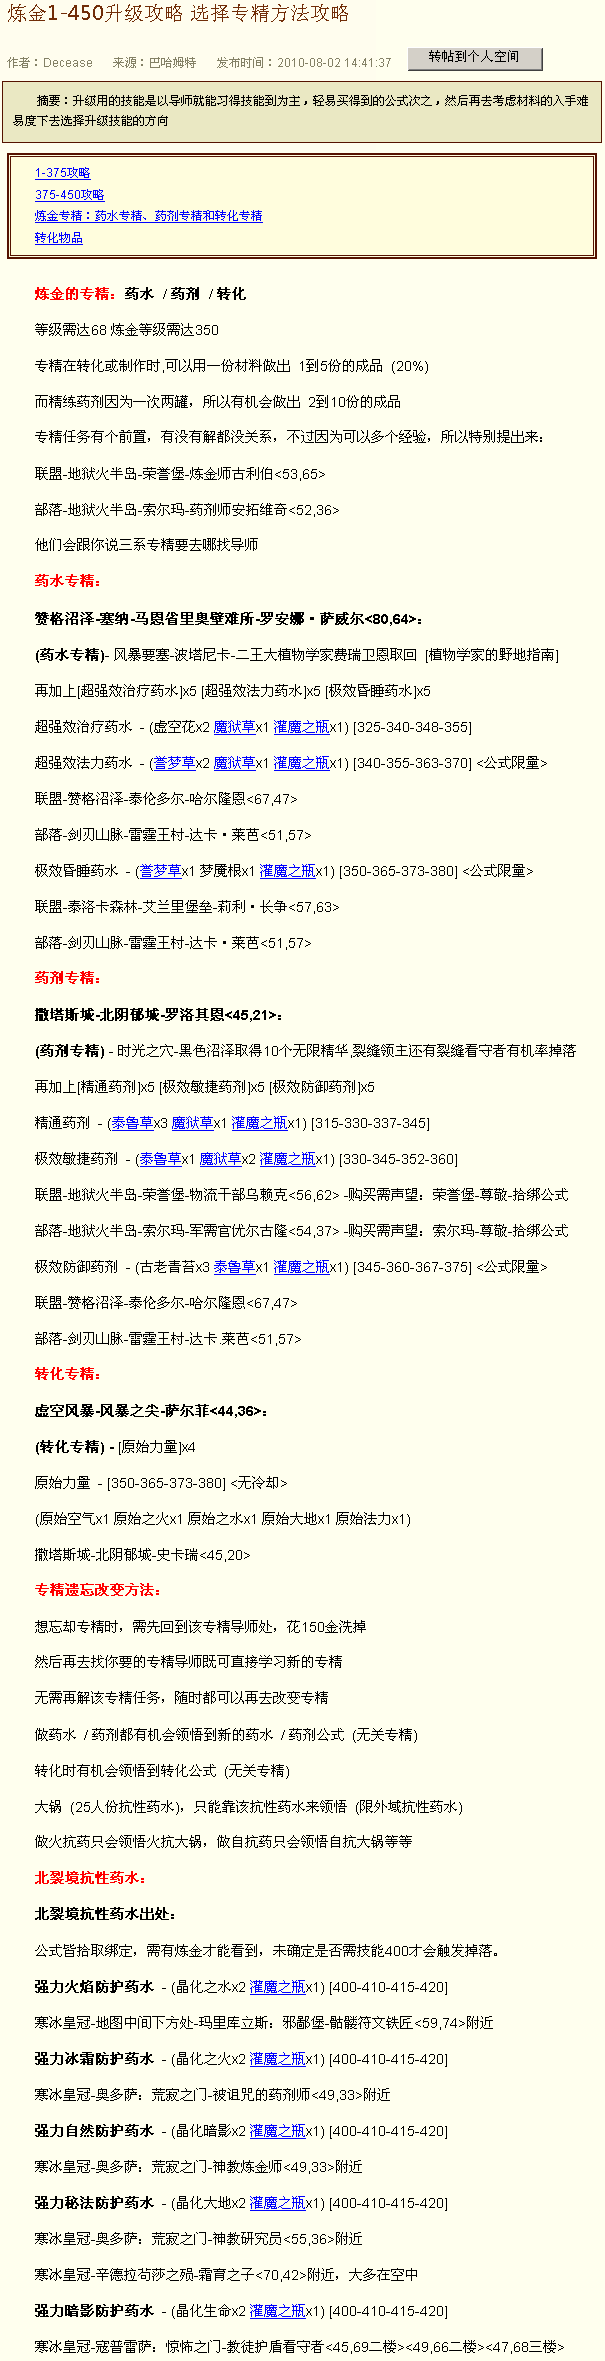 炼金1-450升级攻略 选择专精方法攻略
作者：Decease 来源：巴哈姆特 发布时间：2010-08-02 14:41:37 转帖到个人空间
摘要：升级用的技能是以导师就能习得技能到为主，轻易买得到的公式次之，然后再去考虑材料的入手难
易度下去选择升级技能的方向
1-375攻略
375-450攻略
炼金专精：药水专精、药剂专精和转化专精
转化物品
炼金的专精：药水 / 药剂 / 转化
等级需达68 炼金等级需达350
专精在转化或制作时,可以用一份材料做出 1到5份的成品 (20%)
而精练药剂因为一次两罐，所以有机会做出 2到10份的成品
专精任务有个前置，有没有解都没关系，不过因为可以多个经验，所以特别提出来：
联盟-地狱火半岛-荣誉堡-炼金师古利伯<53,65>
部落-地狱火半岛-索尔玛-药剂师安拓维奇<52,36>
他们会跟你说三系专精要去哪找导师
药水专精：
赞格沼泽-塞纳-马恩省里奥壁难所-罗安娜·萨威尔<80,64>：
(药水专精)- 风暴要塞-波塔尼卡-二王大植物学家费瑞卫恩取回 [植物学家的野地指南]
再加上[超强效治疗药水]x5 [超强效法力药水]x5 [极效昏睡药水]x5
超强效治疗药水 - (虚空花x2 魔狱草x1 灌魔之瓶x1) [325-340-348-355]
超强效法力药水 - (誉梦草x2 魔狱草x1 灌魔之瓶x1) [340-355-363-370] <公式限量>
联盟-赞格沼泽-泰伦多尔-哈尔隆恩<67,47>
部落-剑刃山脉-雷霆王村-达卡·莱芭<51,57>
极效昏睡药水 - (誉梦草x1 梦魇根x1 灌魔之瓶x1) [350-365-373-380] <公式限量>
联盟-泰洛卡森林-艾兰里堡垒-莉利·长争<57,63>
部落-剑刃山脉-雷霆王村-达卡·莱芭<51,57>
药剂专精：
撒塔斯城-北阴郁城-罗洛其恩<45,21>：
(药剂专精) - 时光之穴-黑色沼泽取得10个无限精华,裂缝领主还有裂缝看守者有机率掉落
再加上[精通药剂]x5 [极效敏捷药剂]x5 [极效防御药剂]x5
精通药剂 - (泰鲁草x3 魔狱草x1 灌魔之瓶x1) [315-330-337-345]
极效敏捷药剂 - (泰鲁草x1 魔狱草x2 灌魔之瓶x1) [330-345-352-360]
联盟-地狱火半岛-荣誉堡-物流干部乌赖克<56,62> -购买需声望：荣誉堡-尊敬-拾绑公式
部落-地狱火半岛-索尔玛-军需官优尔古隆<54,37> -购买需声望：索尔玛-尊敬-拾绑公式
极效防御药剂 - (古老青苔x3 泰鲁草x1 灌魔之瓶x1) [345-360-367-375] <公式限量>
联盟-赞格沼泽-泰伦多尔-哈尔隆恩<67,47>
部落-剑刃山脉-雷霆王村-达卡.莱芭<51,57>
转化专精：
虚空风暴-风暴之尖-萨尔菲<44,36>：
(转化专精) - [原始力量]x4
原始力量 - [350-365-373-380] <无冷却>
(原始空气x1 原始之火x1 原始之水x1 原始大地x1 原始法力x1)
撒塔斯城-北阴郁城-史卡瑞<45,20>
专精遗忘改变方法：
想忘却专精时，需先回到该专精导师处，花150金洗掉
然后再去找你要的专精导师既可直接学习新的专精
无需再解该专精任务，随时都可以再去改变专精
做药水 / 药剂都有机会领悟到新的药水 / 药剂公式 (无关专精)
转化时有机会领悟到转化公式 (无关专精)
大锅 (25人份抗性药水)，只能靠该抗性药水来领悟 (限外域抗性药水)
做火抗药只会领悟火抗大锅，做自抗药只会领悟自抗大锅等等
北裂境抗性药水：
北裂境抗性药水出处：
公式皆拾取绑定，需有炼金才能看到，未确定是否需技能400才会触发掉落。
强力火焰防护药水 - (晶化之水x2 灌魔之瓶x1) [400-410-415-420]
寒冰皇冠-地图中间下方处-玛里库立斯：邪鄙堡-骷髅符文铁匠<59,74>附近
强力冰霜防护药水 - (晶化之火x2 灌魔之瓶x1) [400-410-415-420]
寒冰皇冠-奥多萨：荒寂之门-被诅咒的药剂师<49,33>附近
强力自然防护药水 - (晶化暗影x2 灌魔之瓶x1) [400-410-415-420]
寒冰皇冠-奥多萨：荒寂之门-神教炼金师<49,33>附近
强力秘法防护药水 - (晶化大地x2 灌魔之瓶x1) [400-410-415-420]
寒冰皇冠-奥多萨：荒寂之门-神教研究员<55,36>附近
寒冰皇冠-辛德拉苟莎之殒-霜育之子<70,42>附近，大多在空中
强力暗影防护药水 - (晶化生命x2 灌魔之瓶x1) [400-410-415-420]
寒冰皇冠-寇普雷萨：惊怖之门-教徒护盾看守者<45,69二楼><49,66二楼><47,68三楼>